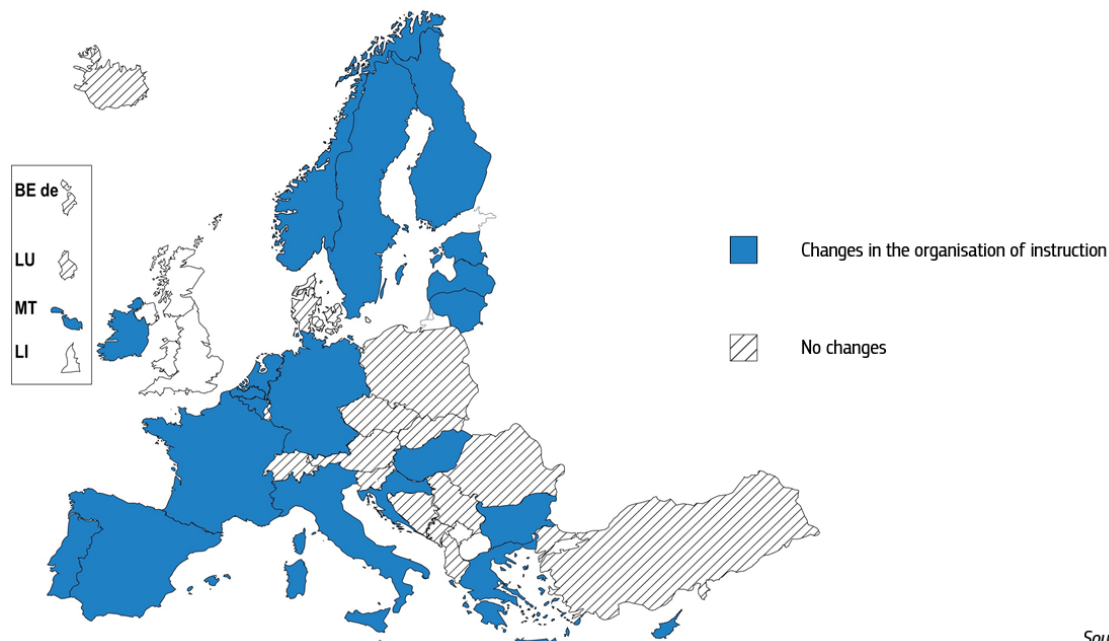 BE de
LU
MT
LI
Changes in the organisation of instruction
No changes